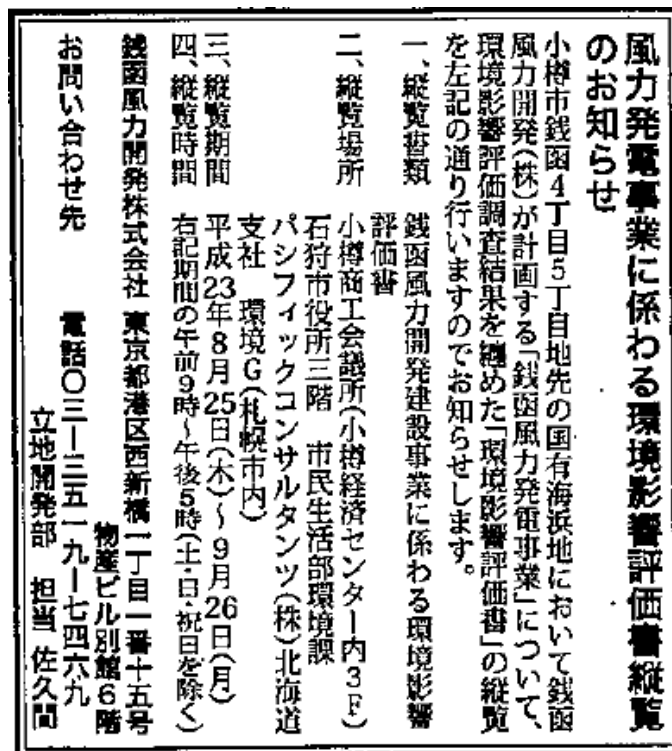 風力発電事業に係わる環境影響評価書縦覧
のお知らせ
小樽市銭函4丁目5丁目地先の国有海浜地において銭函
風力開発(株)が計画する「銭函風力発電事業」について、
環境影響評価調査結果を纏めた「環境影響評価書」の縦覧
を左記の通り行いますのでお知らせします。
一、縦覧書類 銭函風力開発建設事業に係わる環境影響
評価書
二、縦覧場所 小樽商工会議所(小樽経済センター内3F)
石狩市役所三階 市民生活部環境課
パシフィックコンサルタンツ(株)北海道
支社 環境G(札幌市内)
三、縦覧期間 平成23年8月25日(木)~9月26日(月)
四、縦覧時間 右記期間の午前9時~午後5時(土・日・祝日を除く)
銭函風力開発株式会社 東京都港区西新橋一丁目一番十五号
物産ビル別館6階
お問い合わせ先 電話〇三ー三五一九ー七四六九
立地開発部 担当 佐久間